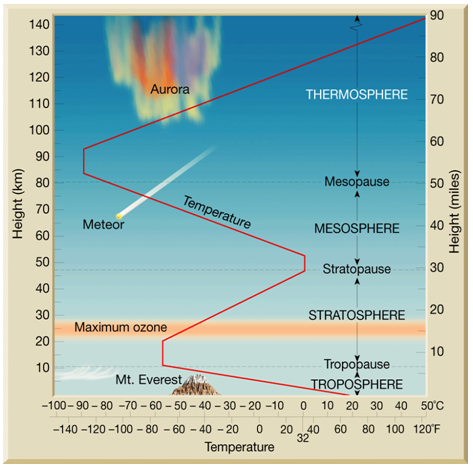 140
130
120
110
100
90
80
70
60
50
40
30
20
10
Height (km)
Aurora
Meteor
Temperature
Maximum ozone
Mt. Everest
THERMOSPHERE
Mesopause
MESOSPHERE
Stratopause
STRATOSPHERE
Tropopause
TROPOSPHERE
90
80
70
60
50
40
30
20
10
Height (miles)
–100 –90 –80 –70 –60 –50 –40 –30 –20 –10 0 10 20 30 40 50°C
–140 –120 –100 –80 –60 –40 –20 0 20 40 60 80 100 120°F
32
Temperature